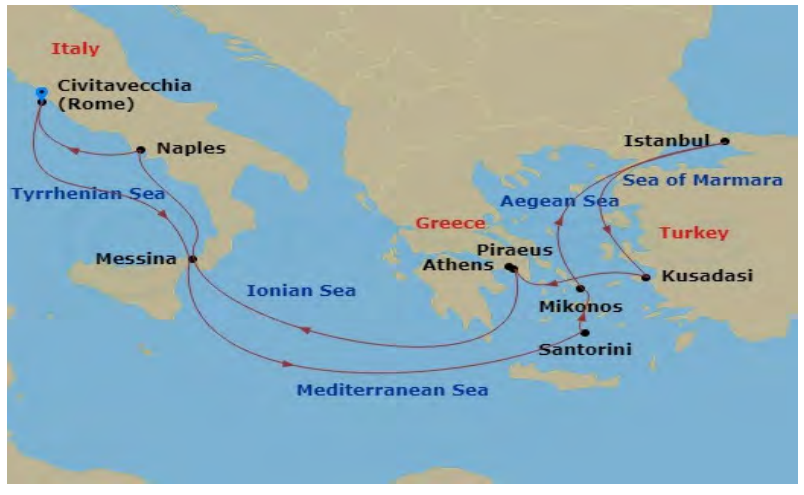 Italy
Civitavecchia
(Rome)
Naples
Istanbul
Tyrrhenian Sea
Sea of Marmara
Aegean Sea
Greece
Turkey
Piraeus
Athens
Messina
Kusadasi
Ionian Sea
Mikonos
Santorini
Mediterranean Sea